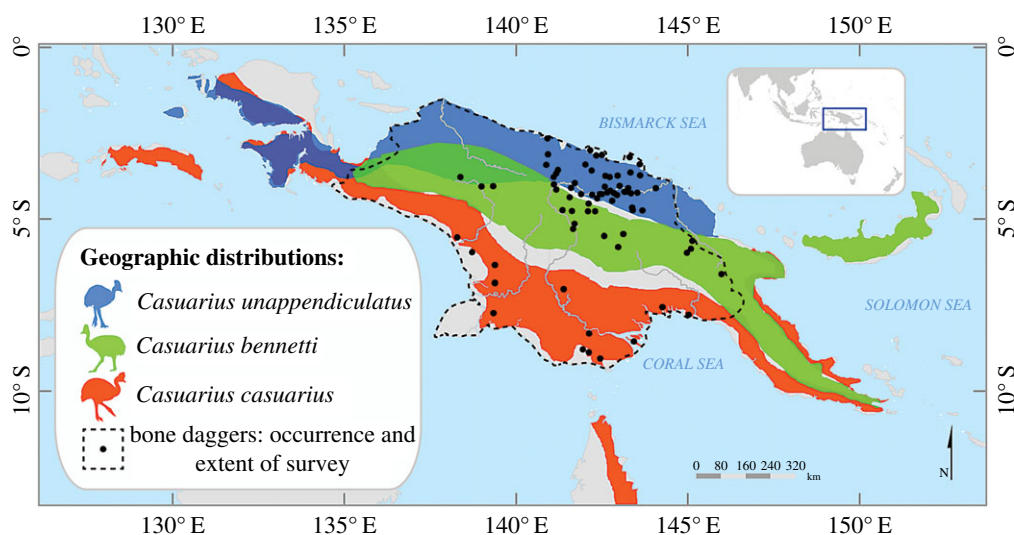 130° E 135° E 140° E 145° E 150° E
0° 0°
BISMARCK SEA
5° S 5° S
Geographic distributions:
Casuarius unappendiculatus
Casuarius bennetti
Casuarius casuarius
bone daggers: occurrence and
extent of survey
SOLOMON SEA
CORAL SEA
10° S 10° S
0 80 160 240 320
km
N
130° E 135° E 140° E 145° E 150° E